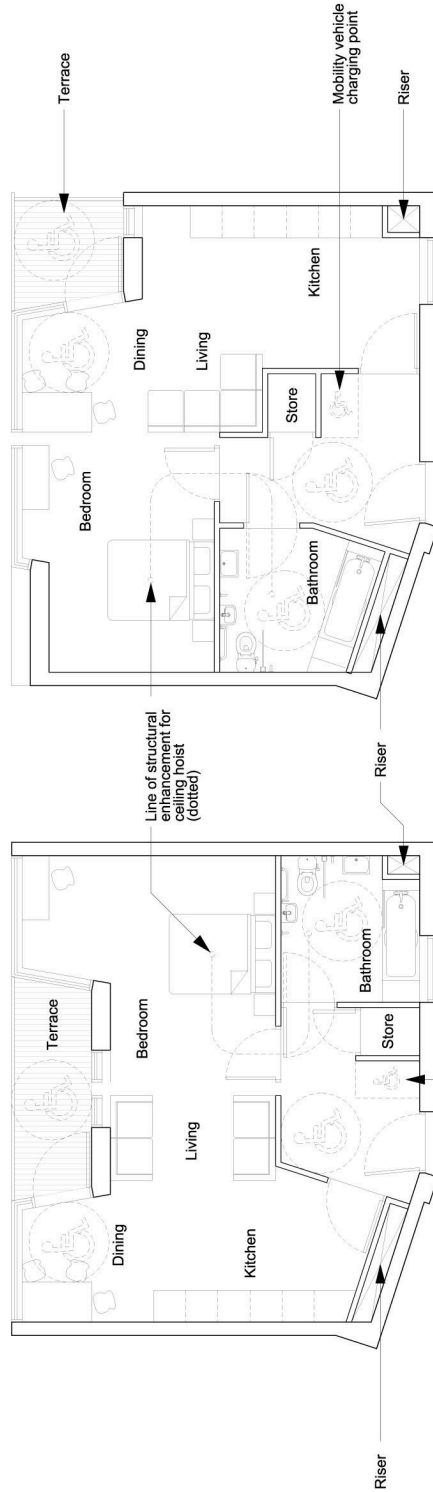 Terrace
Mobility vehicle
charging point
Riser
Dining
Living
Kitchen
Bedroom
Store
Bathroom
Line of structural
enhancement for
ceiling hoist
(dotted)
Riser
Terrace
Bedroom
Living
Dining
Kitchen
Bathroom
Store
Riser